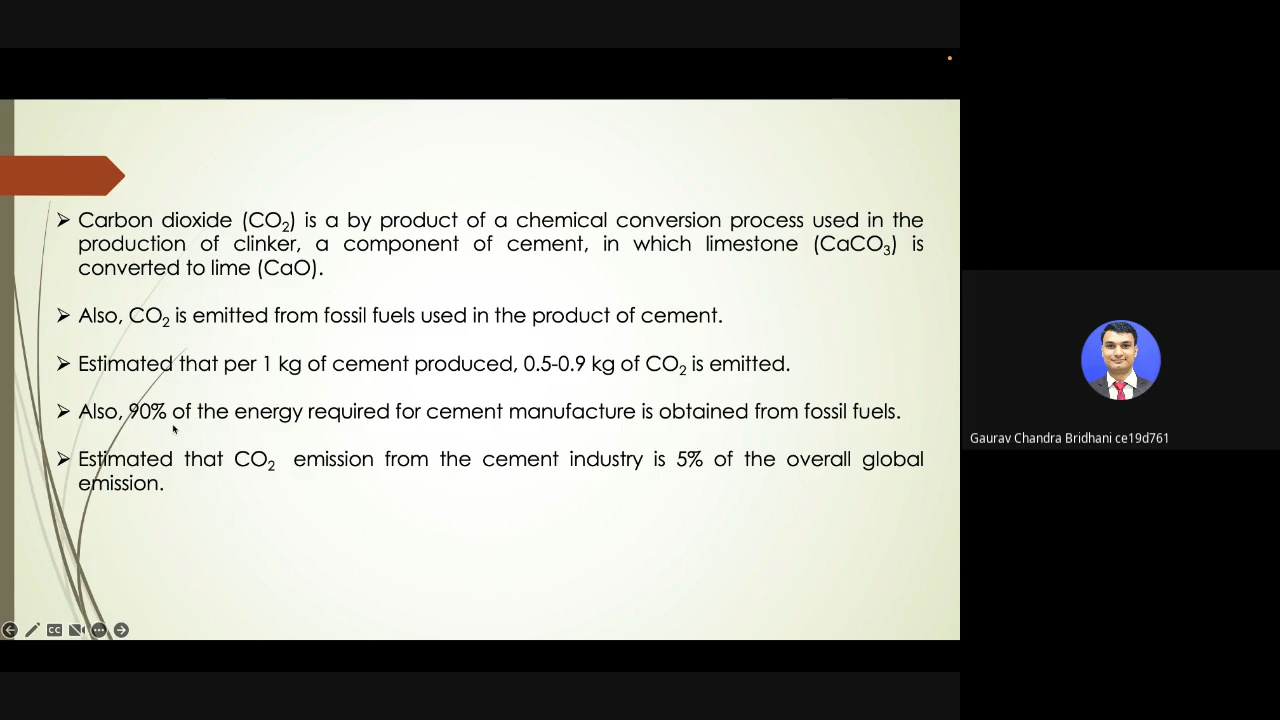 ➢ Carbon dioxide (CO₂) is a by product of a chemical conversion process used in the
production of clinker, a component of cement, in which limestone (CaCO₃) is
converted to lime (CaO).
➢ Also, CO₂ is emitted from fossil fuels used in the product of cement.
➢ Estimated that per 1 kg of cement produced, 0.5-0.9 kg of CO₂ is emitted.
➢ Also, 90% of the energy required for cement manufacture is obtained from fossil fuels.
➢ Estimated that CO₂ emission from the cement industry is 5% of the overall global
emission.
CC
Gaurav Chandra Bridhani ce19d761